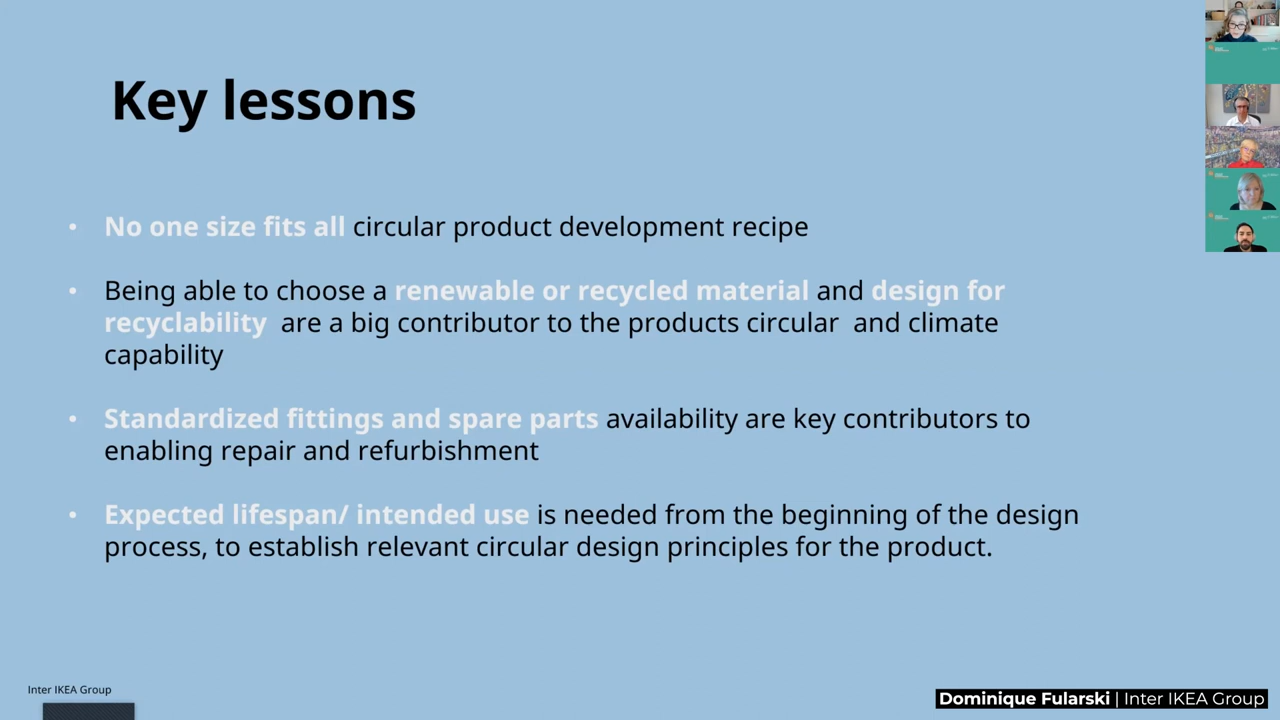 Key lessons
• No one size fits all circular product development recipe
• Being able to choose a renewable or recycled material and design for
recyclability  are a big contributor to the products circular  and climate
capability
• Standardized fittings and spare parts availability are key contributors to
enabling repair and refurbishment
• Expected lifespan/ intended use is needed from the beginning of the design
process, to establish relevant circular design principles for the product.
Inter IKEA Group
Dominique Fularski | Inter IKEA Group